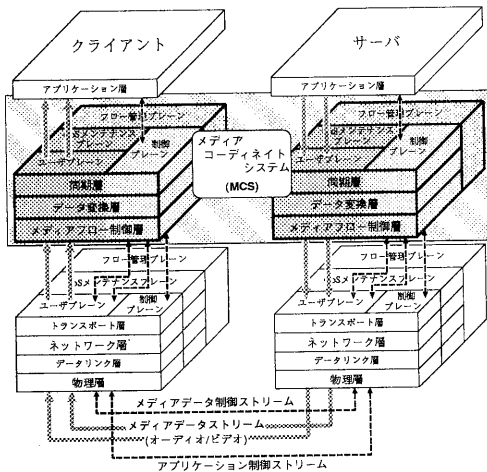 クライアント
アプリケーション層
サーバ
アプリケーション層
フロー管理プレーン
メンテナンス
プレーン
ユーザプレーン
制御
プレーン
同期層
データ変換層
メディアフロー制御層
メディア
コーディネイト
システム
(MCS)
フロー管理プレーン
メンテナンス
プレーン
ユーザプレーン
制御
プレーン
同期層
データ変換層
メディアフロー制御層
フロー管理プレーン
QoSメンテナンスプレーン
ユーザプレーン
制御
プレーン
トランスポート層
ネットワーク層
データリンク層
物理層
フロー管理プレーン
QoSメンテナンスプレーン
ユーザプレーン
制御
プレーン
トランスポート層
ネットワーク層
データリンク層
物理層
メディアデータ制御ストリーム
メディアデータストリーム
(オーディオ/ビデオ)
アプリケーション制御ストリーム